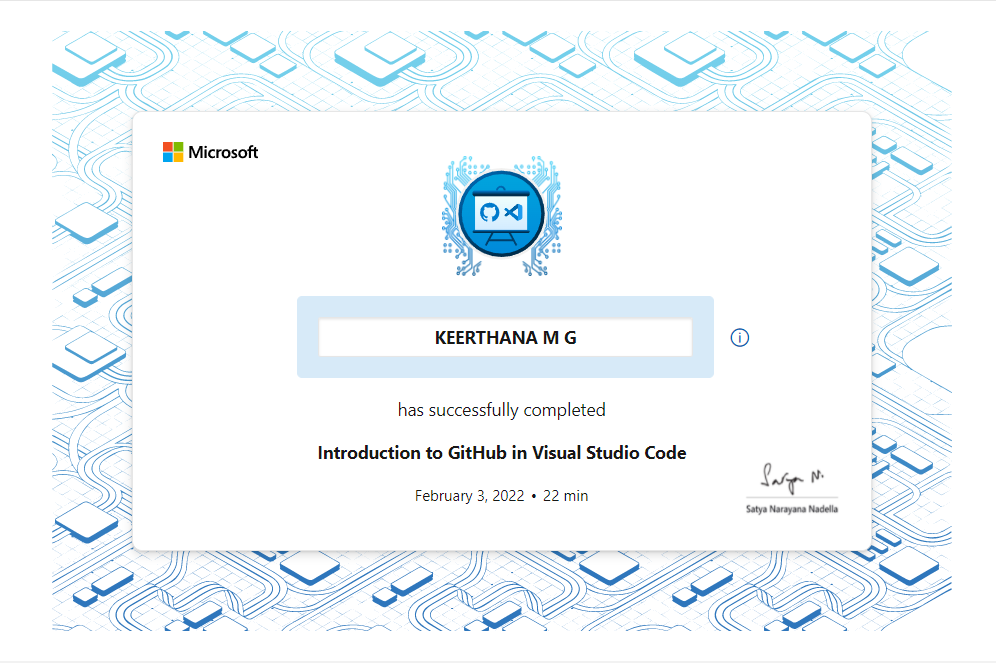 Microsoft
KEERTHANA M G
has successfully completed
Introduction to GitHub in Visual Studio Code
February 3, 2022 • 22 min
Satya N.
Satya Narayana Nadella